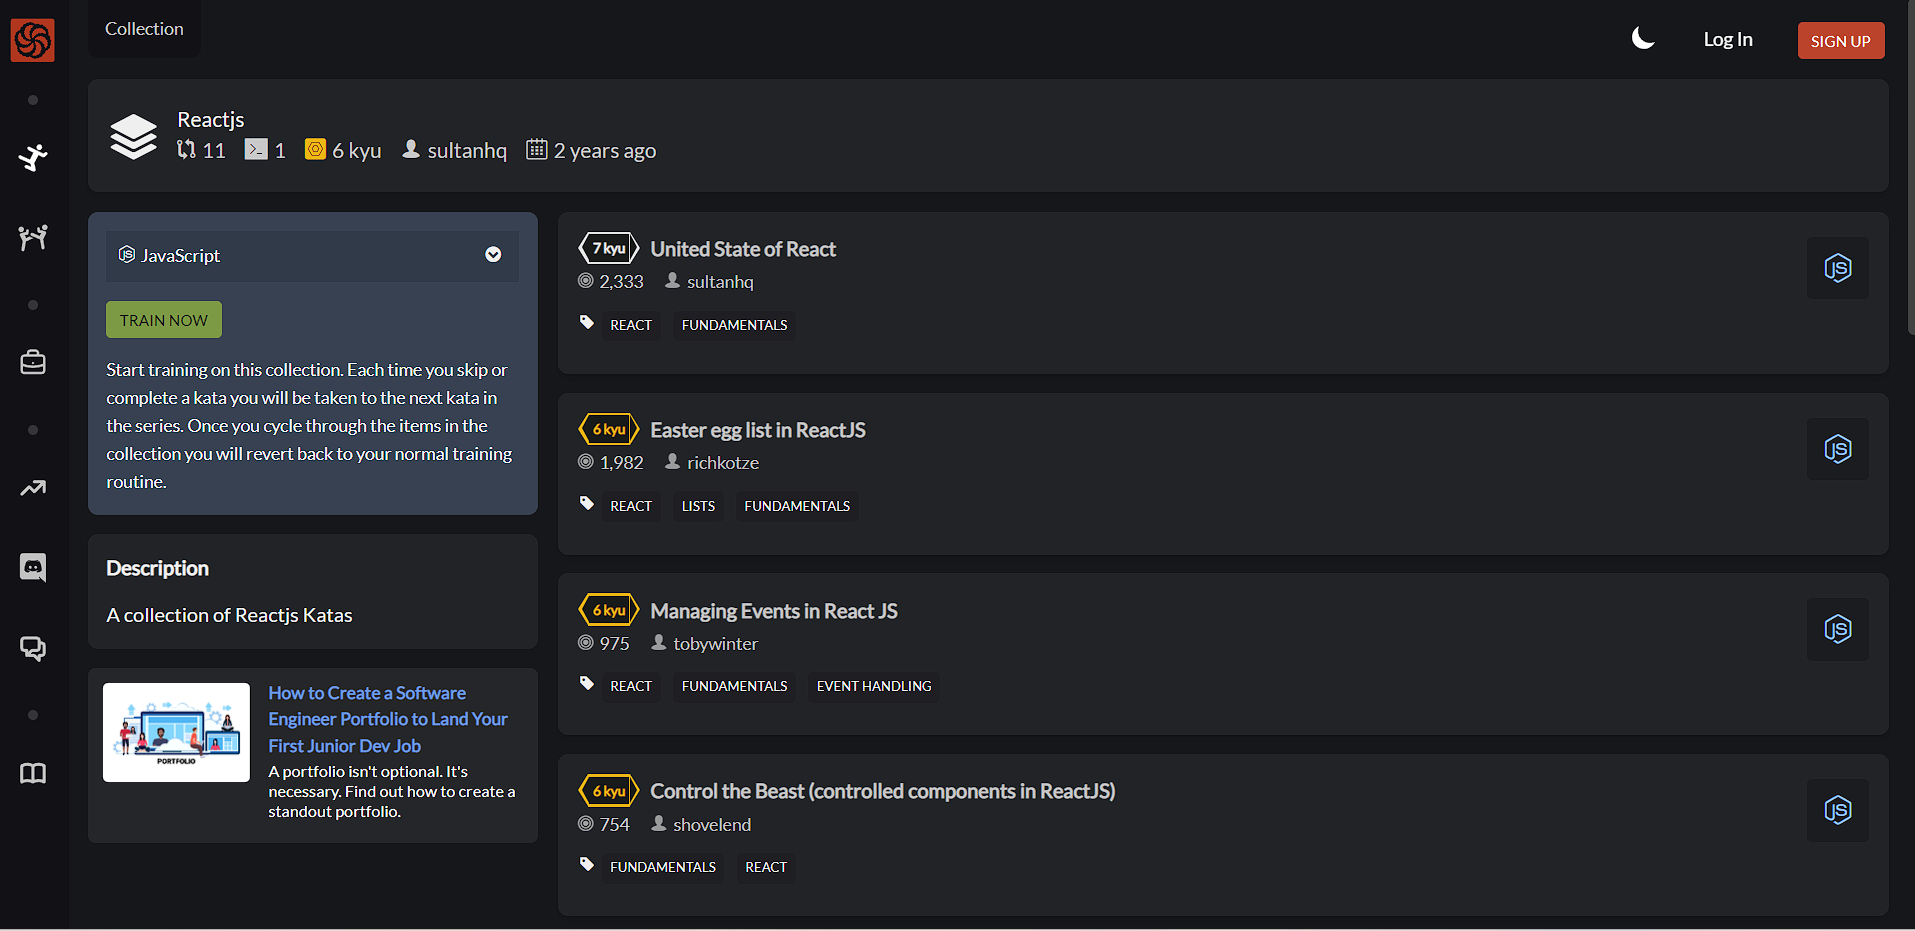 Collection
Log In
SIGN UP
Reactjs
11 1 6 kyu sultanhq 2 years ago
JavaScript
TRAIN NOW
Start training on this collection. Each time you skip or
complete a kata you will be taken to the next kata in
the series. Once you cycle through the items in the
collection you will revert back to your normal training
routine.
Description
A collection of Reactjs Katas
PORTFOLIO
How to Create a Software
Engineer Portfolio to Land Your
First Junior Dev Job
A portfolio isn't optional. It's
necessary. Find out how to create a
standout portfolio.
7 kyu United State of React
2,333 sultanhq
REACT FUNDAMENTALS
JS
6 kyu Easter egg list in ReactJS
1,982 richkotze
REACT LISTS FUNDAMENTALS
JS
6 kyu Managing Events in React JS
975 tobywinter
REACT FUNDAMENTALS EVENT HANDLING
JS
6 kyu Control the Beast (controlled components in ReactJS)
754 shovelend
FUNDAMENTALS REACT
JS